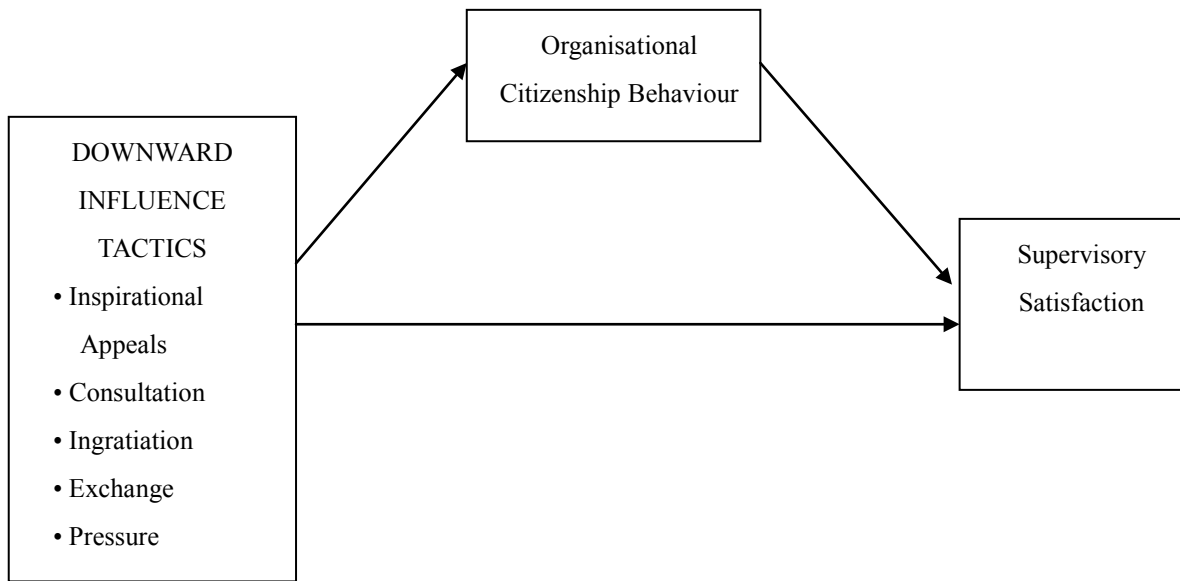 Organisational
Citizenship Behaviour
DOWNWARD
INFLUENCE
TACTICS
• Inspirational
Appeals
• Consultation
• Ingratiation
• Exchange
• Pressure
Supervisory
Satisfaction